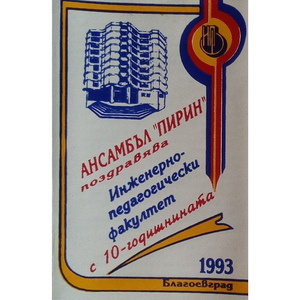 АНСАМБЪЛ "ПИРИН"
поздравява
Инженерно-
педагогически
факултет
с 10-годишнината
1993
Благоевград